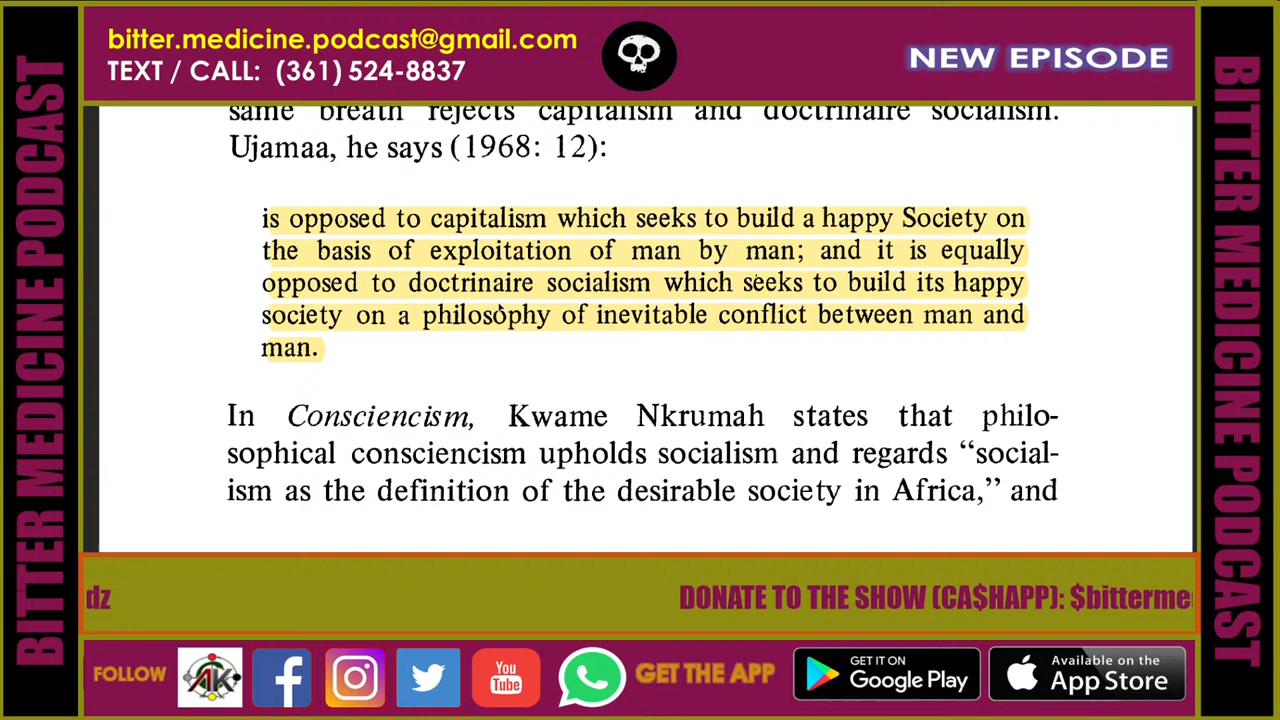 bitter.medicine.podcast@gmail.com
TEXT / CALL: (361) 524-8837
NEW EPISODE
BITTER MEDICINE PODCAST
same breath rejects capitalism and doctrinaire socialism.
Ujamaa, he says (1968: 12):
is opposed to capitalism which seeks to build a happy Society on
the basis of exploitation of man by man; and it is equally
opposed to doctrinaire socialism which seeks to build its happy
society on a philosophy of inevitable conflict between man and
man.
In Consciencism, Kwame Nkrumah states that philo-
sophical consciencism upholds socialism and regards “social-
ism as the definition of the desirable society in Africa,” and
BITTER MEDICINE PODCAST
dz
DONATE TO THE SHOW (CA$HAPP): $bitterme
FOLLOW
ATK
You
Tube
GET THE APP
GET IT ON
Google Play
Available on the
App Store